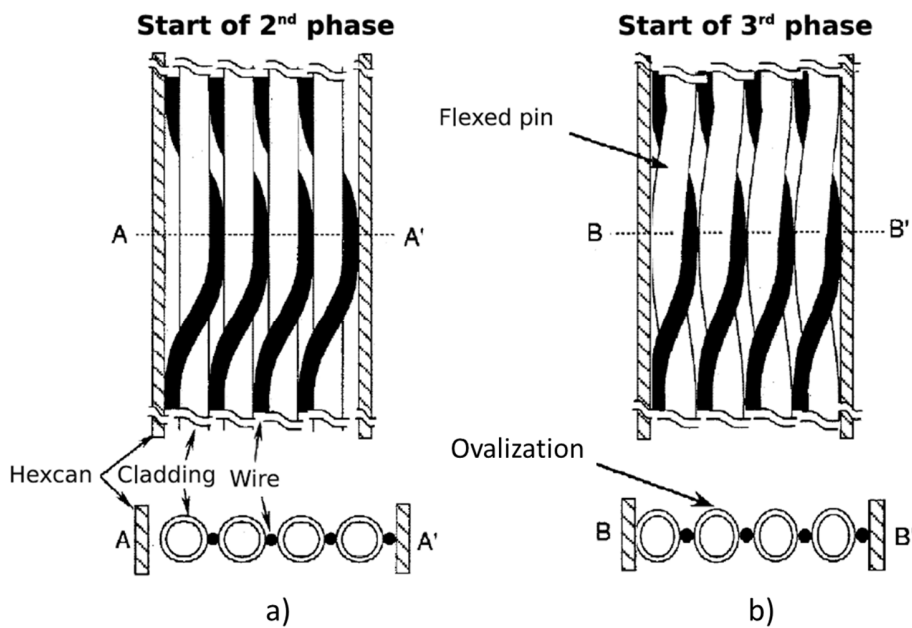 Start of 2nd phase
Start of 3rd phase
Flexed pin
A
A'
B
B'
Ovalization
Hexcan
Cladding
Wire
A
A'
B
B'
a)
b)